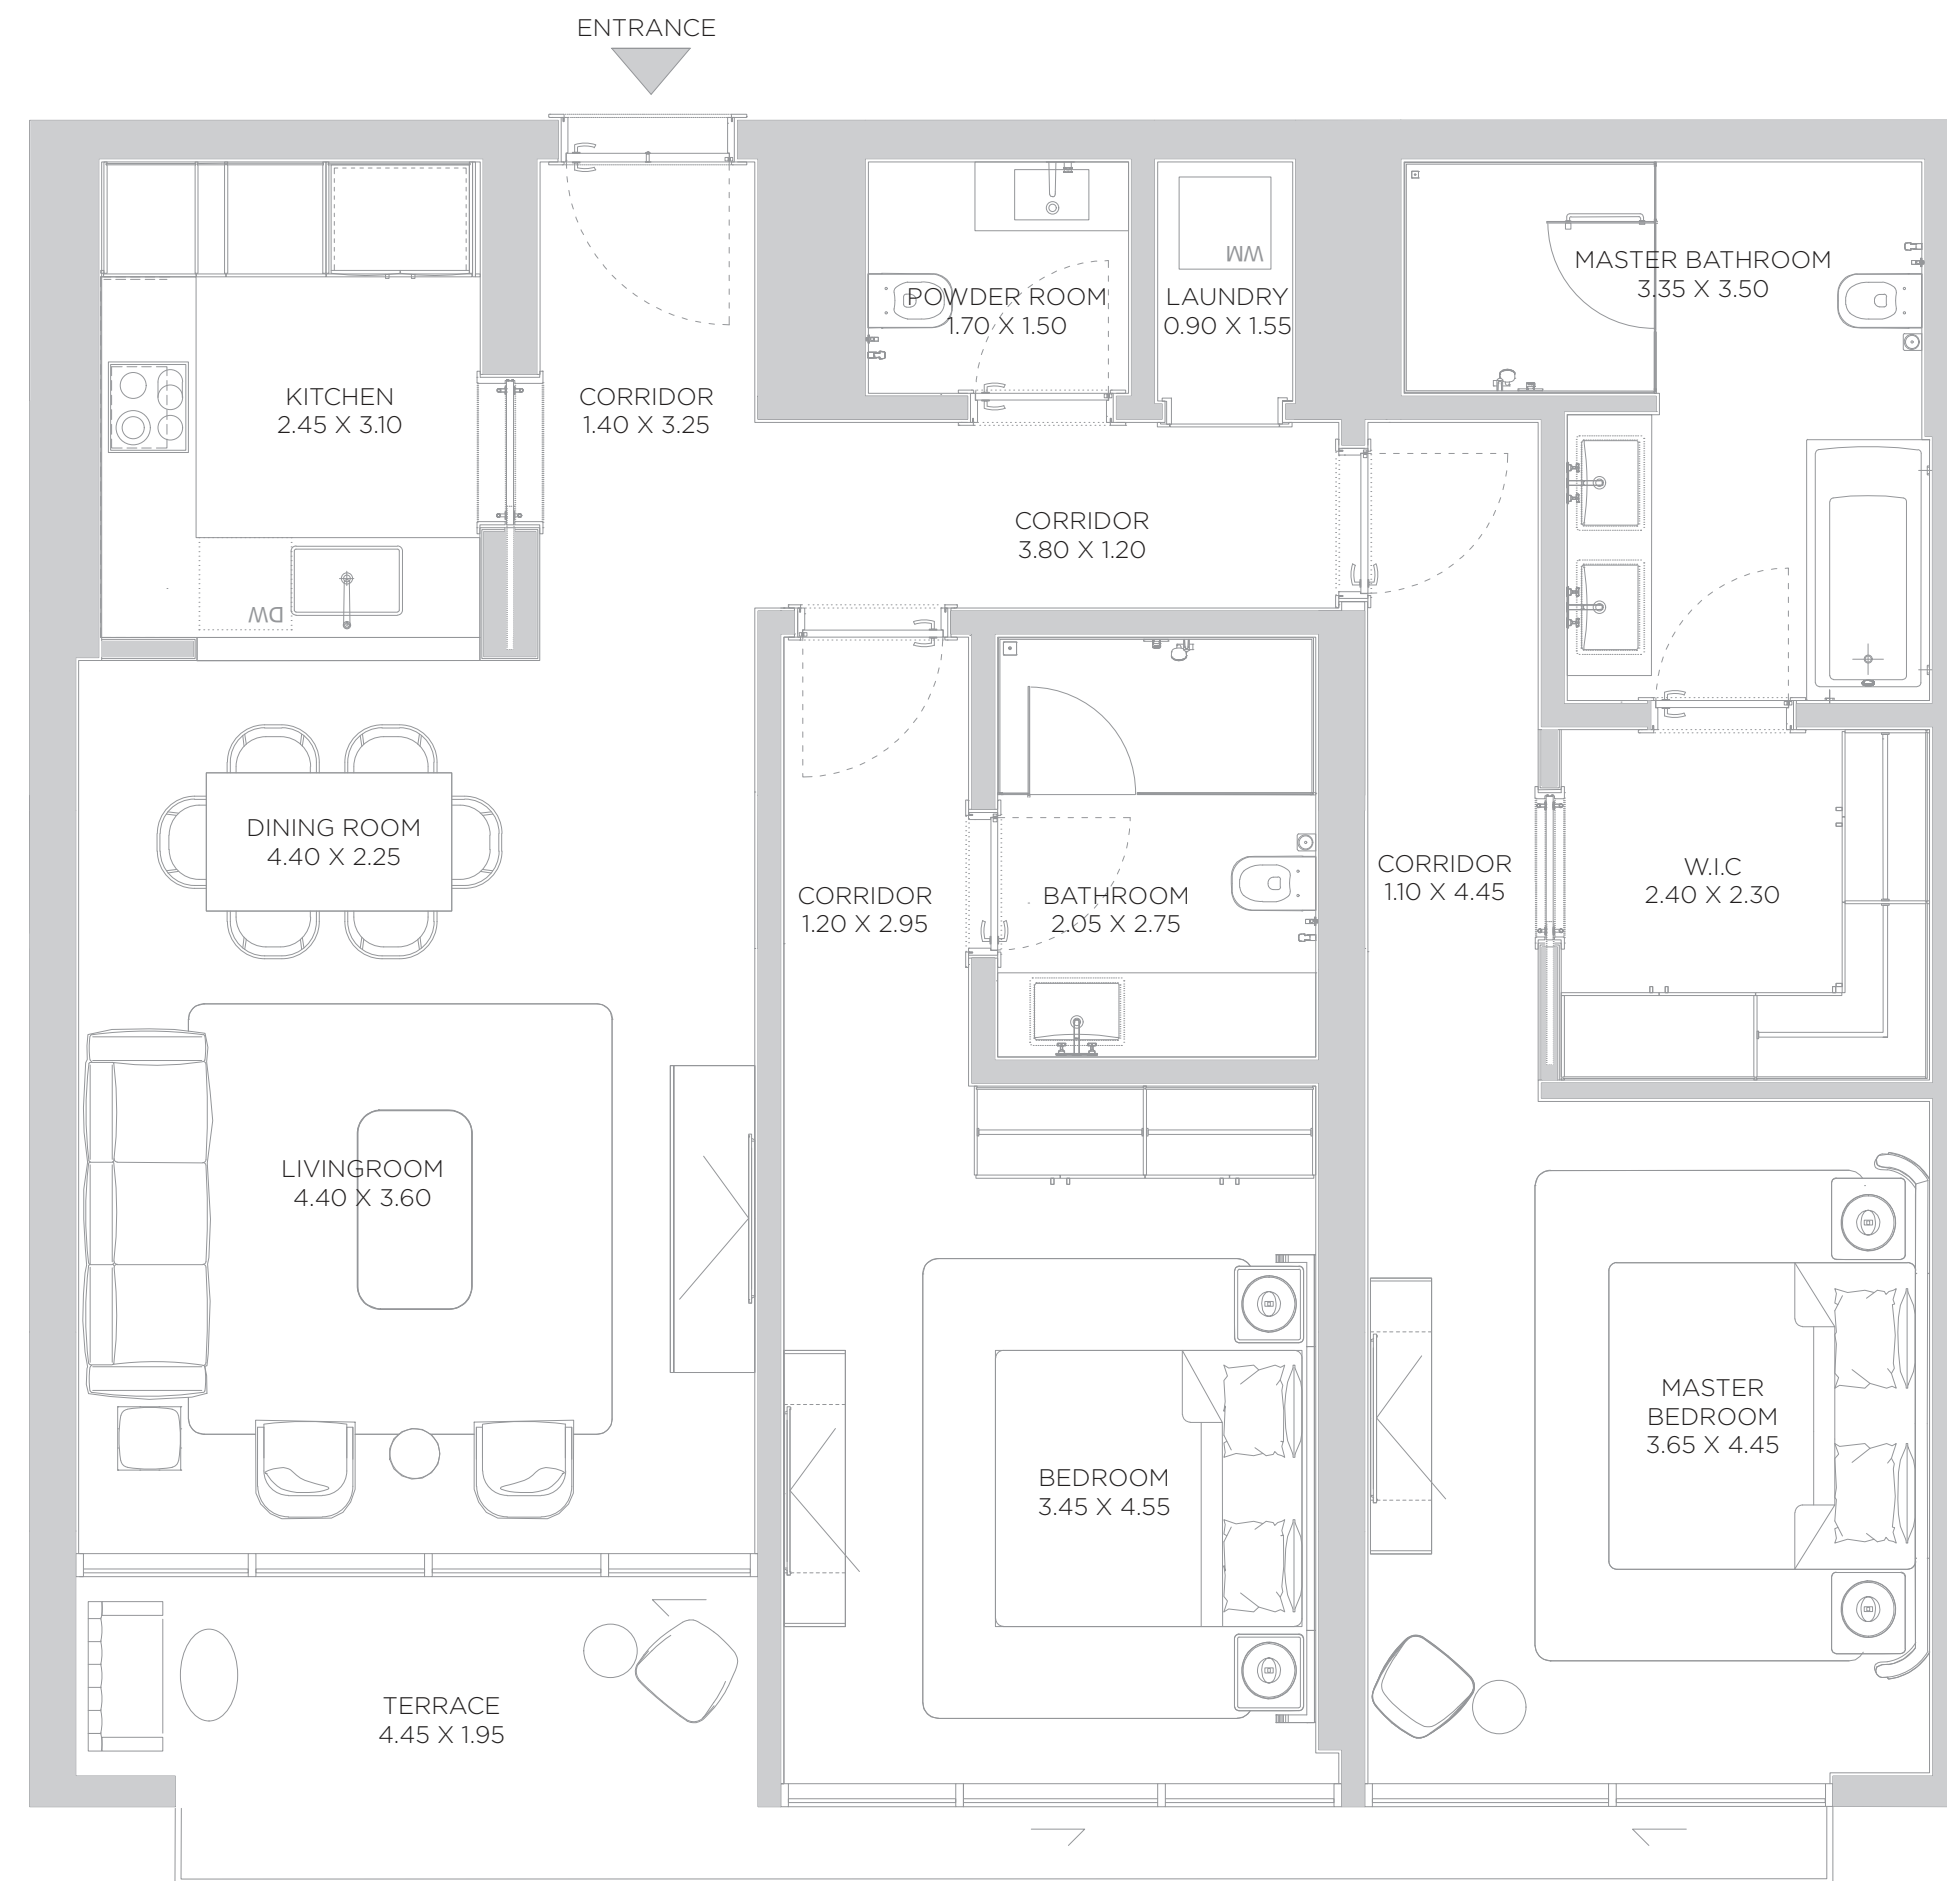 ENTRANCE
MASTER BATHROOM
3.35 X 3.50
WM
POWDER ROOM
1.70 X 1.50
LAUNDRY
0.90 X 1.55
KITCHEN
2.45 X 3.10
CORRIDOR
1.40 X 3.25
CORRIDOR
3.80 X 1.20
DW
DINING ROOM
4.40 X 2.25
CORRIDOR
1.20 X 2.95
BATHROOM
2.05 X 2.75
CORRIDOR
1.10 X 4.45
W.I.C
2.40 X 2.30
LIVINGROOM
4.40 X 3.60
MASTER
BEDROOM
3.65 X 4.45
BEDROOM
3.45 X 4.55
TERRACE
4.45 X 1.95